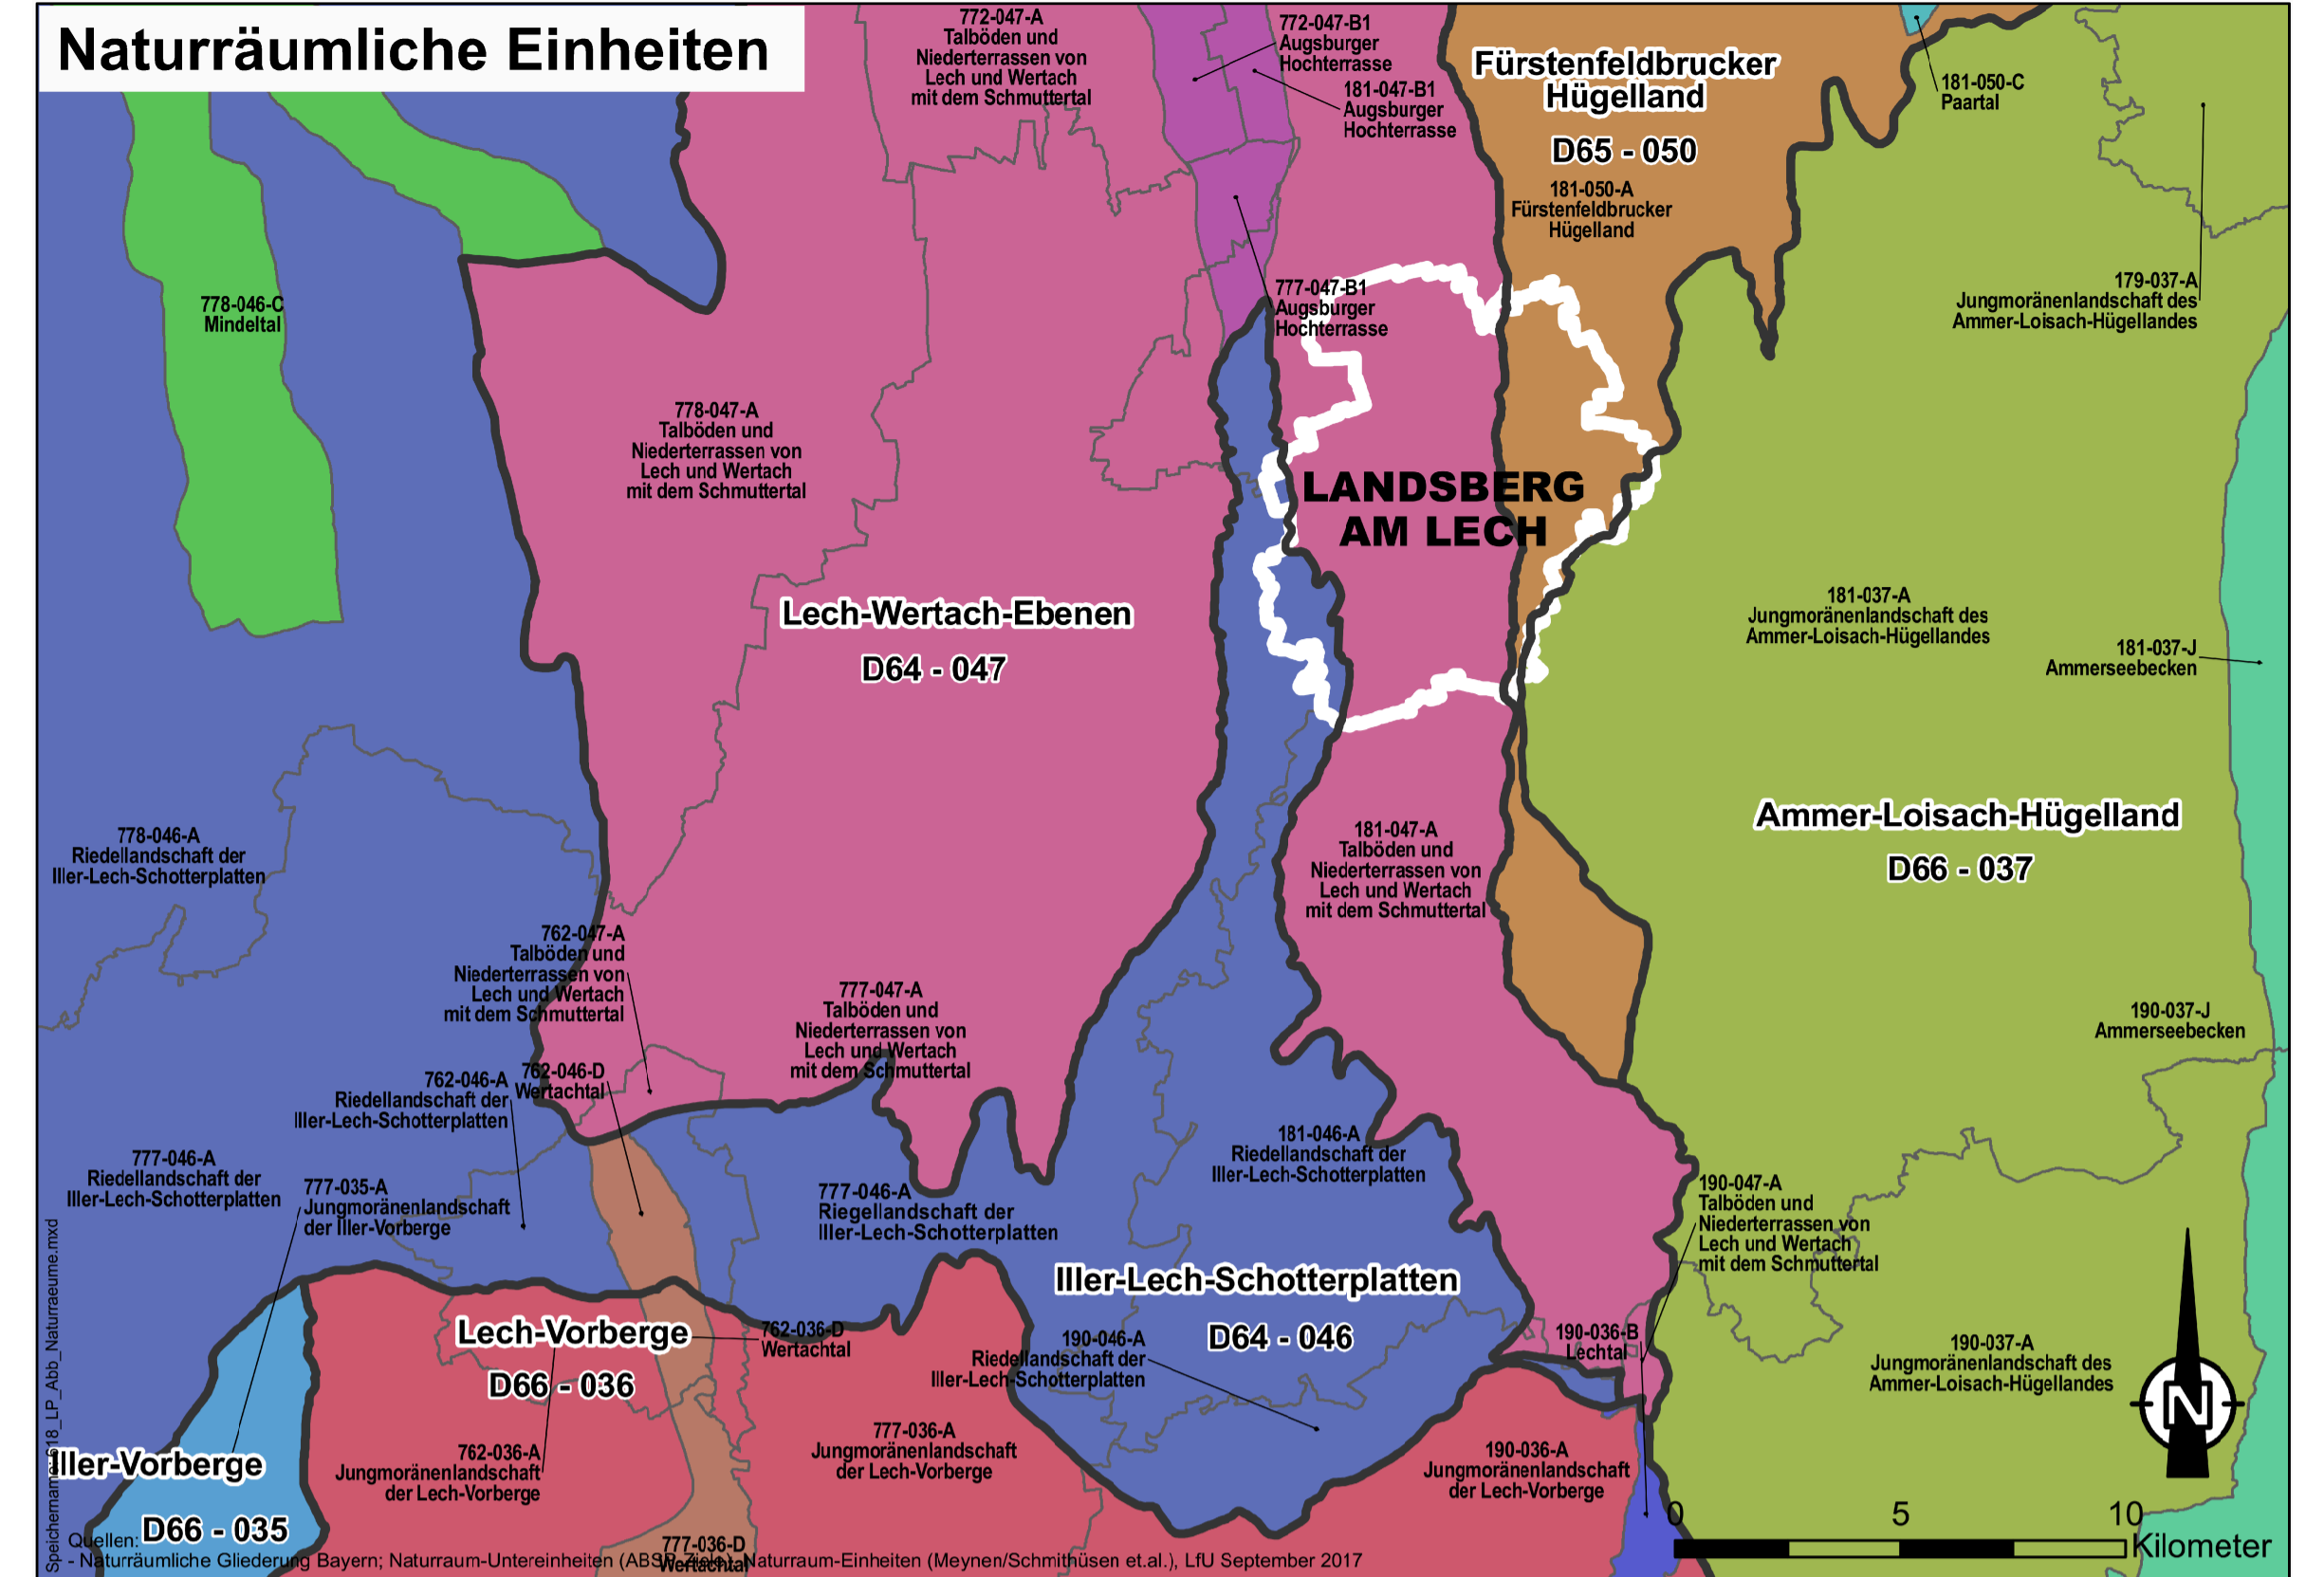 Naturräumliche Einheiten
772-047-A
Talböden und
Niederterrassen von
Lech und Wertach
mit dem Schmuttertal
772-047-B1
Augsburger
Hochterrasse
181-047-B1
Augsburger
Hochterrasse
Fürstenfeldbrucker
Hügelland
D65 - 050
181-050-A
Fürstenfeldbrucker
Hügelland
181-050-C
Paartal
778-046-C
Mindeltal
777-047-B1
Augsburger
Hochterrasse
179-037-A
Jungmoränenlandschaft des
Ammer-Loisach-Hügellandes
778-047-A
Talböden und
Niederterrassen von
Lech und Wertach
mit dem Schmuttertal
LANDSBERG
AM LECH
Lech-Wertach-Ebenen
D64 - 047
181-037-A
Jungmoränenlandschaft des
Ammer-Loisach-Hügellandes
181-037-J
Ammerseebecken
778-046-A
Riedellandschaft der
Iller-Lech-Schotterplatten
181-047-A
Talböden und
Niederterrassen von
Lech und Wertach
mit dem Schmuttertal
Ammer-Loisach-Hügelland
D66 - 037
762-047-A
Talböden und
Niederterrassen von
Lech und Wertach
mit dem Schmuttertal
777-047-A
Talböden und
Niederterrassen von
Lech und Wertach
mit dem Schmuttertal
190-037-J
Ammerseebecken
762-046-A
Riedellandschaft der
Iller-Lech-Schotterplatten
762-046-D
Wertachtal
777-046-A
Riedellandschaft der
Iller-Lech-Schotterplatten
777-035-A
Jungmoränenlandschaft
der Iller-Vorberge
777-046-A
Riegellandschaft der
Iller-Lech-Schotterplatten
181-046-A
Riedellandschaft der
Iller-Lech-Schotterplatten
190-047-A
Talböden und
Niederterrassen von
Lech und Wertach
mit dem Schmuttertal
Iller-Lech-Schotterplatten
D64 - 046
Lech-Vorberge
D66 - 036
762-036-D
Wertachtal
190-046-A
Riedellandschaft der
Iller-Lech-Schotterplatten
190-036-B
Lechtal
190-037-A
Jungmoränenlandschaft des
Ammer-Loisach-Hügellandes
Iller-Vorberge
D66 - 035
762-036-A
Jungmoränenlandschaft
der Lech-Vorberge
777-036-A
Jungmoränenlandschaft
der Lech-Vorberge
190-036-A
Jungmoränenlandschaft
der Lech-Vorberge
777-036-D
Wertachtal
N
0 5 10
Kilometer
Quellen:
- Naturräumliche Gliederung Bayern; Naturraum-Untereinheiten (ABSP Ziele), Naturraum-Einheiten (Meynen/Schmithüsen et.al.), LfU September 2017
Speichername: 618_LP_Abb_Naturraeume.mxd